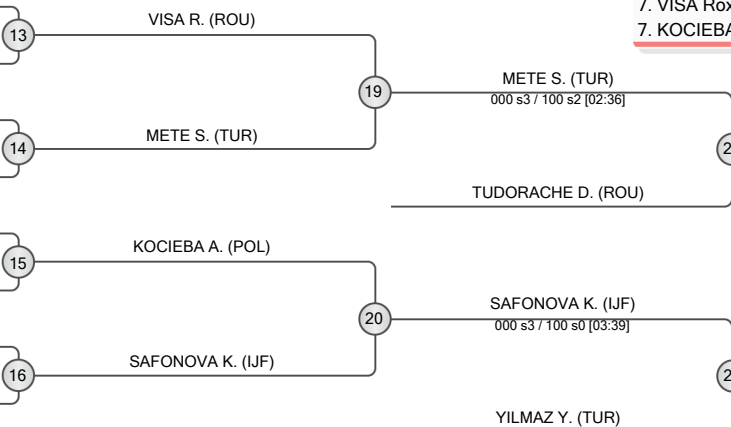 7. VISA Rox
7. KOCIEBA
13
VISA R. (ROU)
19
METE S. (TUR)
000 s3 / 100 s2 [02:36]
14
METE S. (TUR)
2
TUDORACHE D. (ROU)
15
KOCIEBA A. (POL)
20
SAFONOVA K. (IJF)
000 s3 / 100 s0 [03:39]
16
SAFONOVA K. (IJF)
2
YILMAZ Y. (TUR)